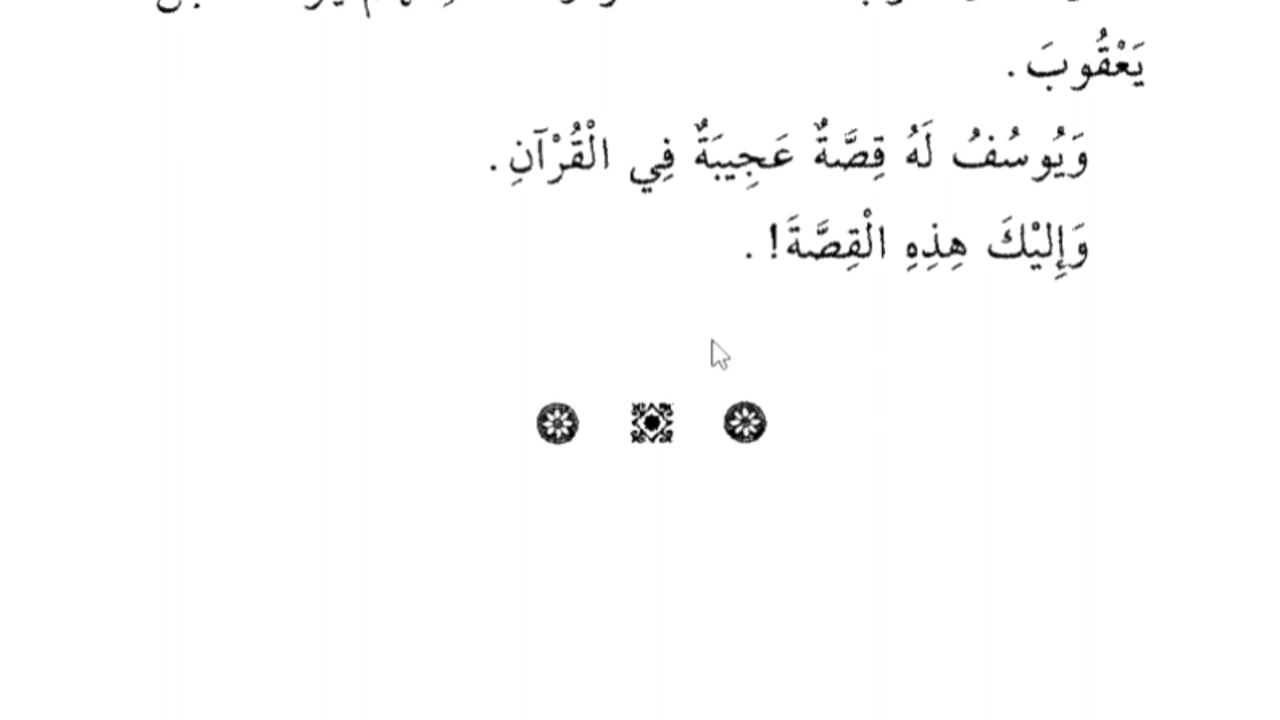 يَعْقُوبَ .
وَيُوسُفُ لَهُ قِصَّةٌ عَجِيبَةٌ فِي الْقُرْآنِ .
وَإِلَيْكَ هٰذِهِ الْقِصَّةَ! .